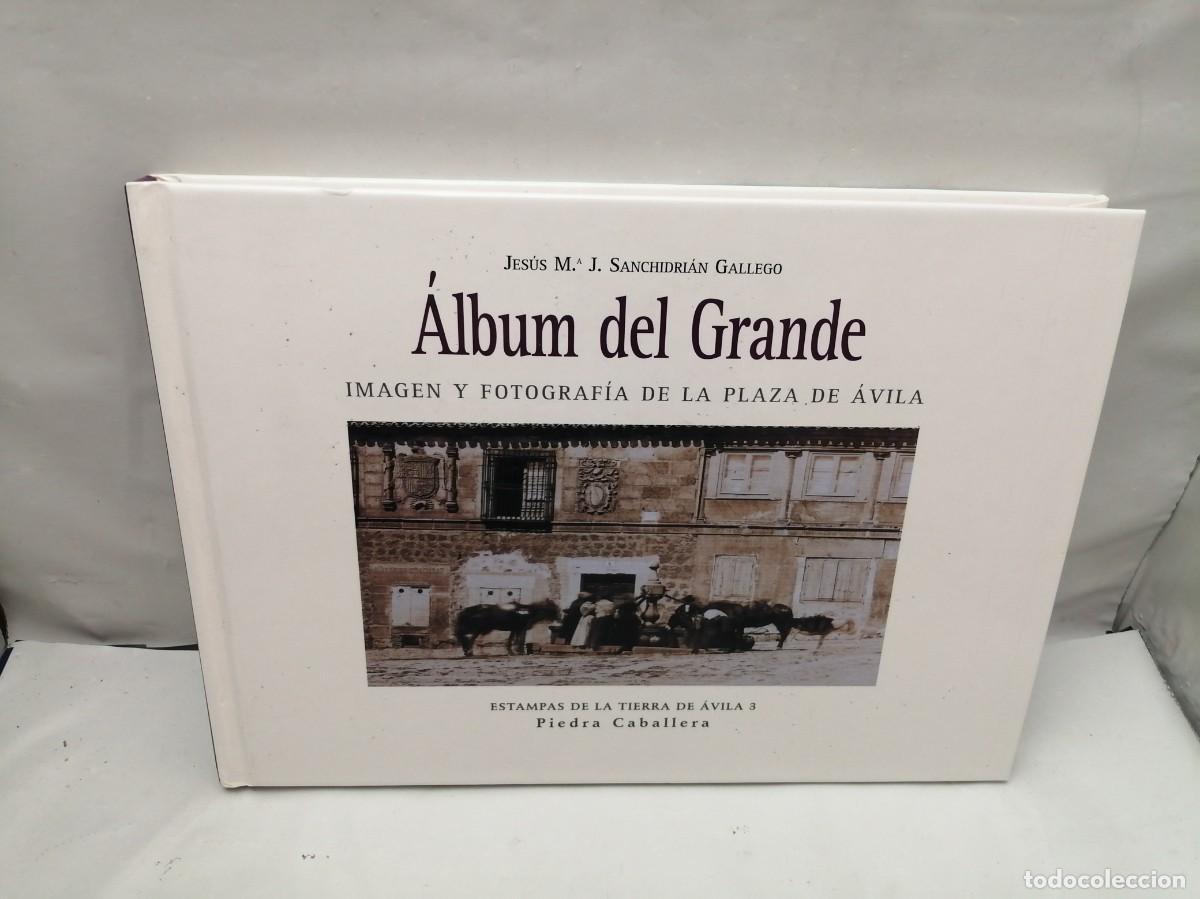 Jesús M.ª J. Sanchidrián Gallego
Álbum del Grande
IMAGEN Y FOTOGRAFÍA DE LA PLAZA DE ÁVILA
ESTAMPAS DE LA TIERRA DE ÁVILA 3
Piedra Caballera
todocoleccion